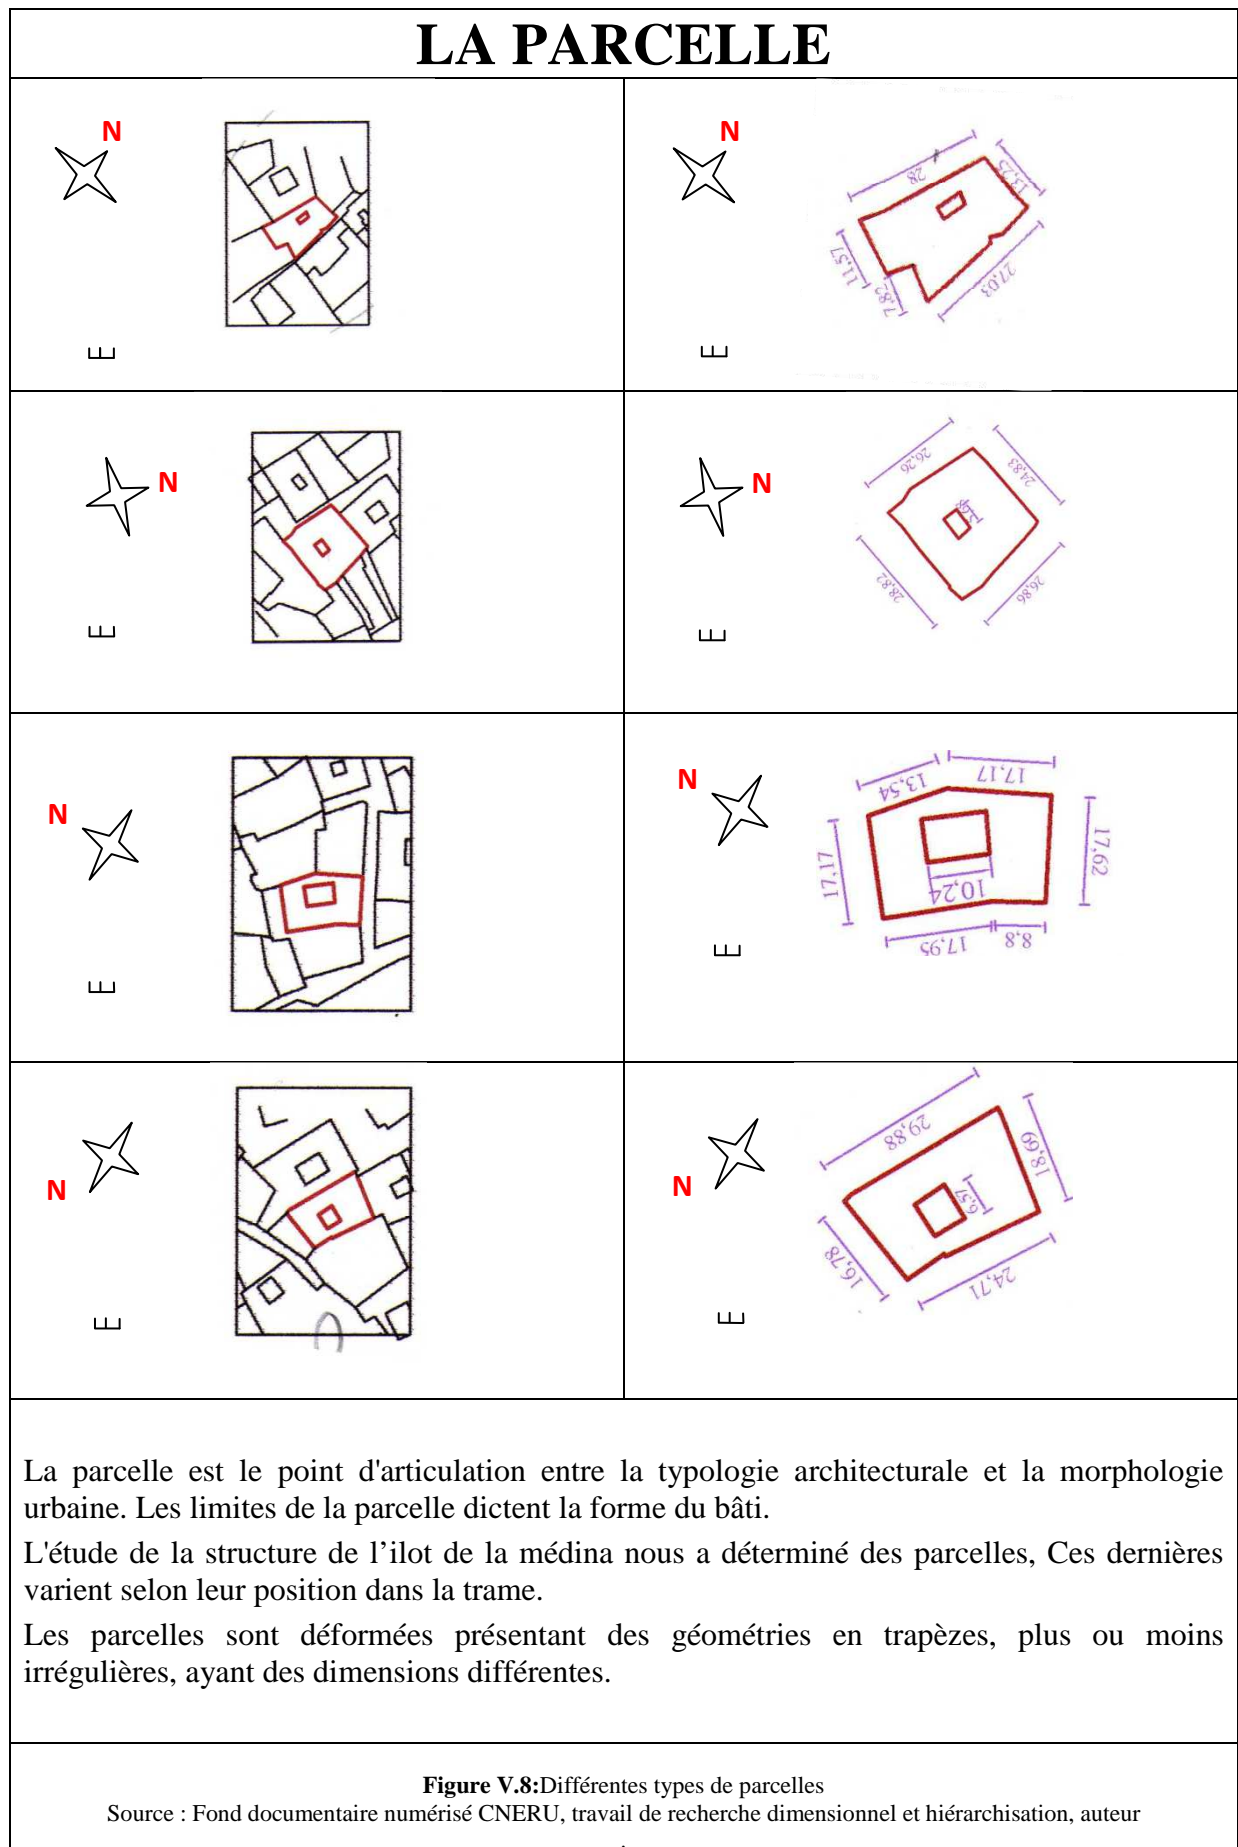 LA PARCELLE
N
N
28
13,25
11,57
7,82
27,03
E
E
N
N
26,26
24,83
28,82
26,86
E
E
N
N
13,54
17,17
17,17
17,62
10,24
17,95
8,8
E
E
N
N
29,88
18,69
6,57
16,78
24,71
E
E
La parcelle est le point d'articulation entre la typologie architecturale et la morphologie
urbaine. Les limites de la parcelle dictent la forme du bâti.
L'étude de la structure de l’ilot de la médina nous a déterminé des parcelles, Ces dernières
varient selon leur position dans la trame.
Les parcelles sont déformées présentant des géométries en trapèzes, plus ou moins
irrégulières, ayant des dimensions différentes.
Figure V.8:Différentes types de parcelles
Source : Fond documentaire numérisé CNERU, travail de recherche dimensionnel et hiérarchisation, auteur